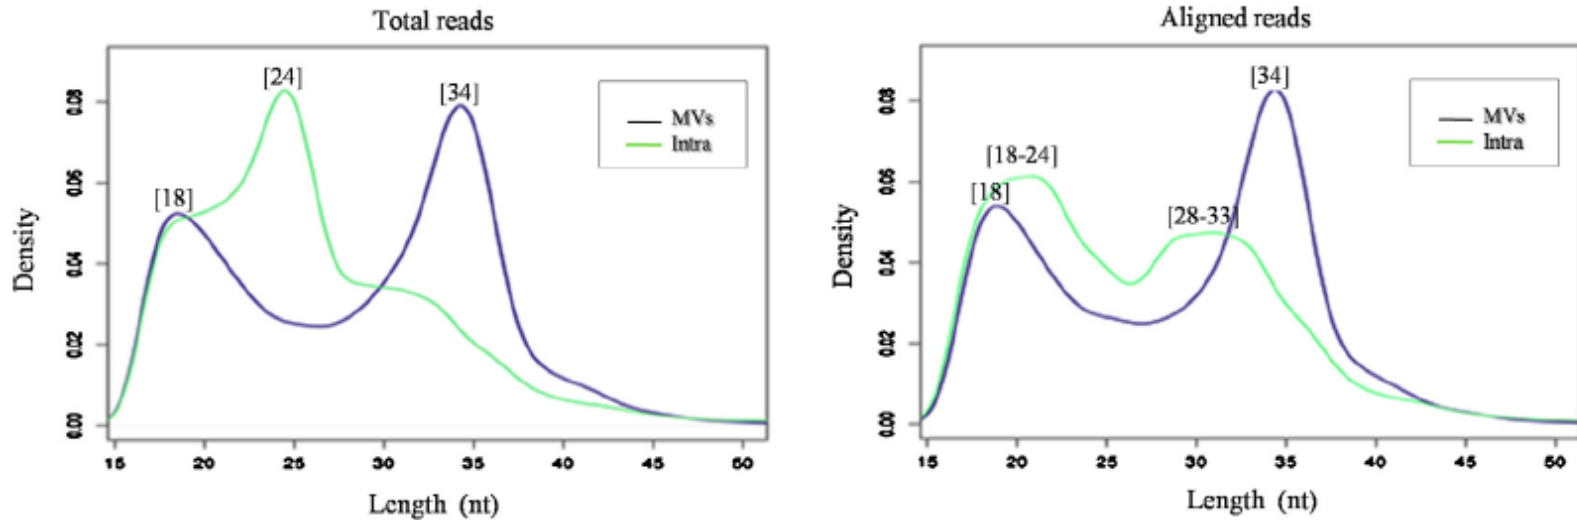 Total reads
[24]
[34]
[18]
MVs
Intra
Density
0.00
0.02
0.04
0.06
0.08
15 20 25 30 35 40 45 50
Length (nt)
Aligned reads
[34]
[18-24]
[18]
[28-33]
MVs
Intra
Density
0.00
0.02
0.04
0.06
0.08
15 20 25 30 35 40 45 50
Length (nt)